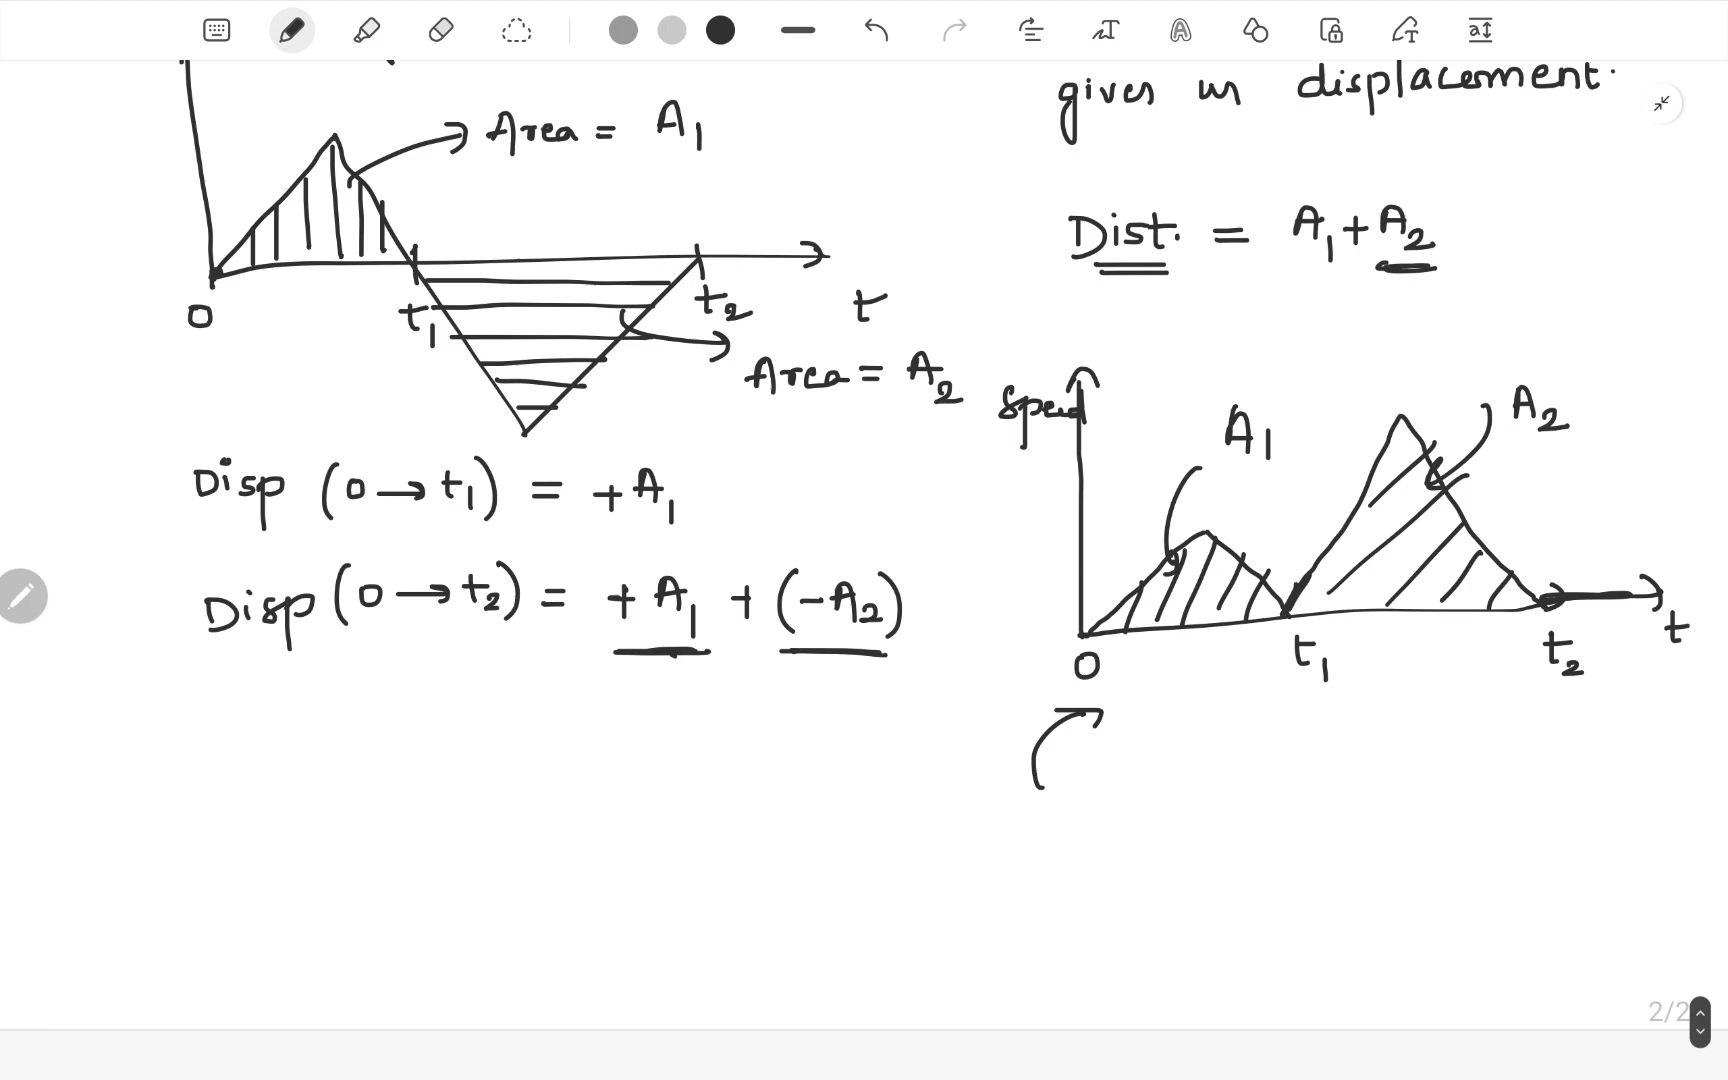 gives us displacement.
Area = A1
Dist. = A1 + A2
0
t1
t2
t
Area = A2
Speed
A1
A2
Disp (0 → t1) = + A1
Disp (0 → t2) = + A1 + (-A2)
0
t1
t2
t
2/2